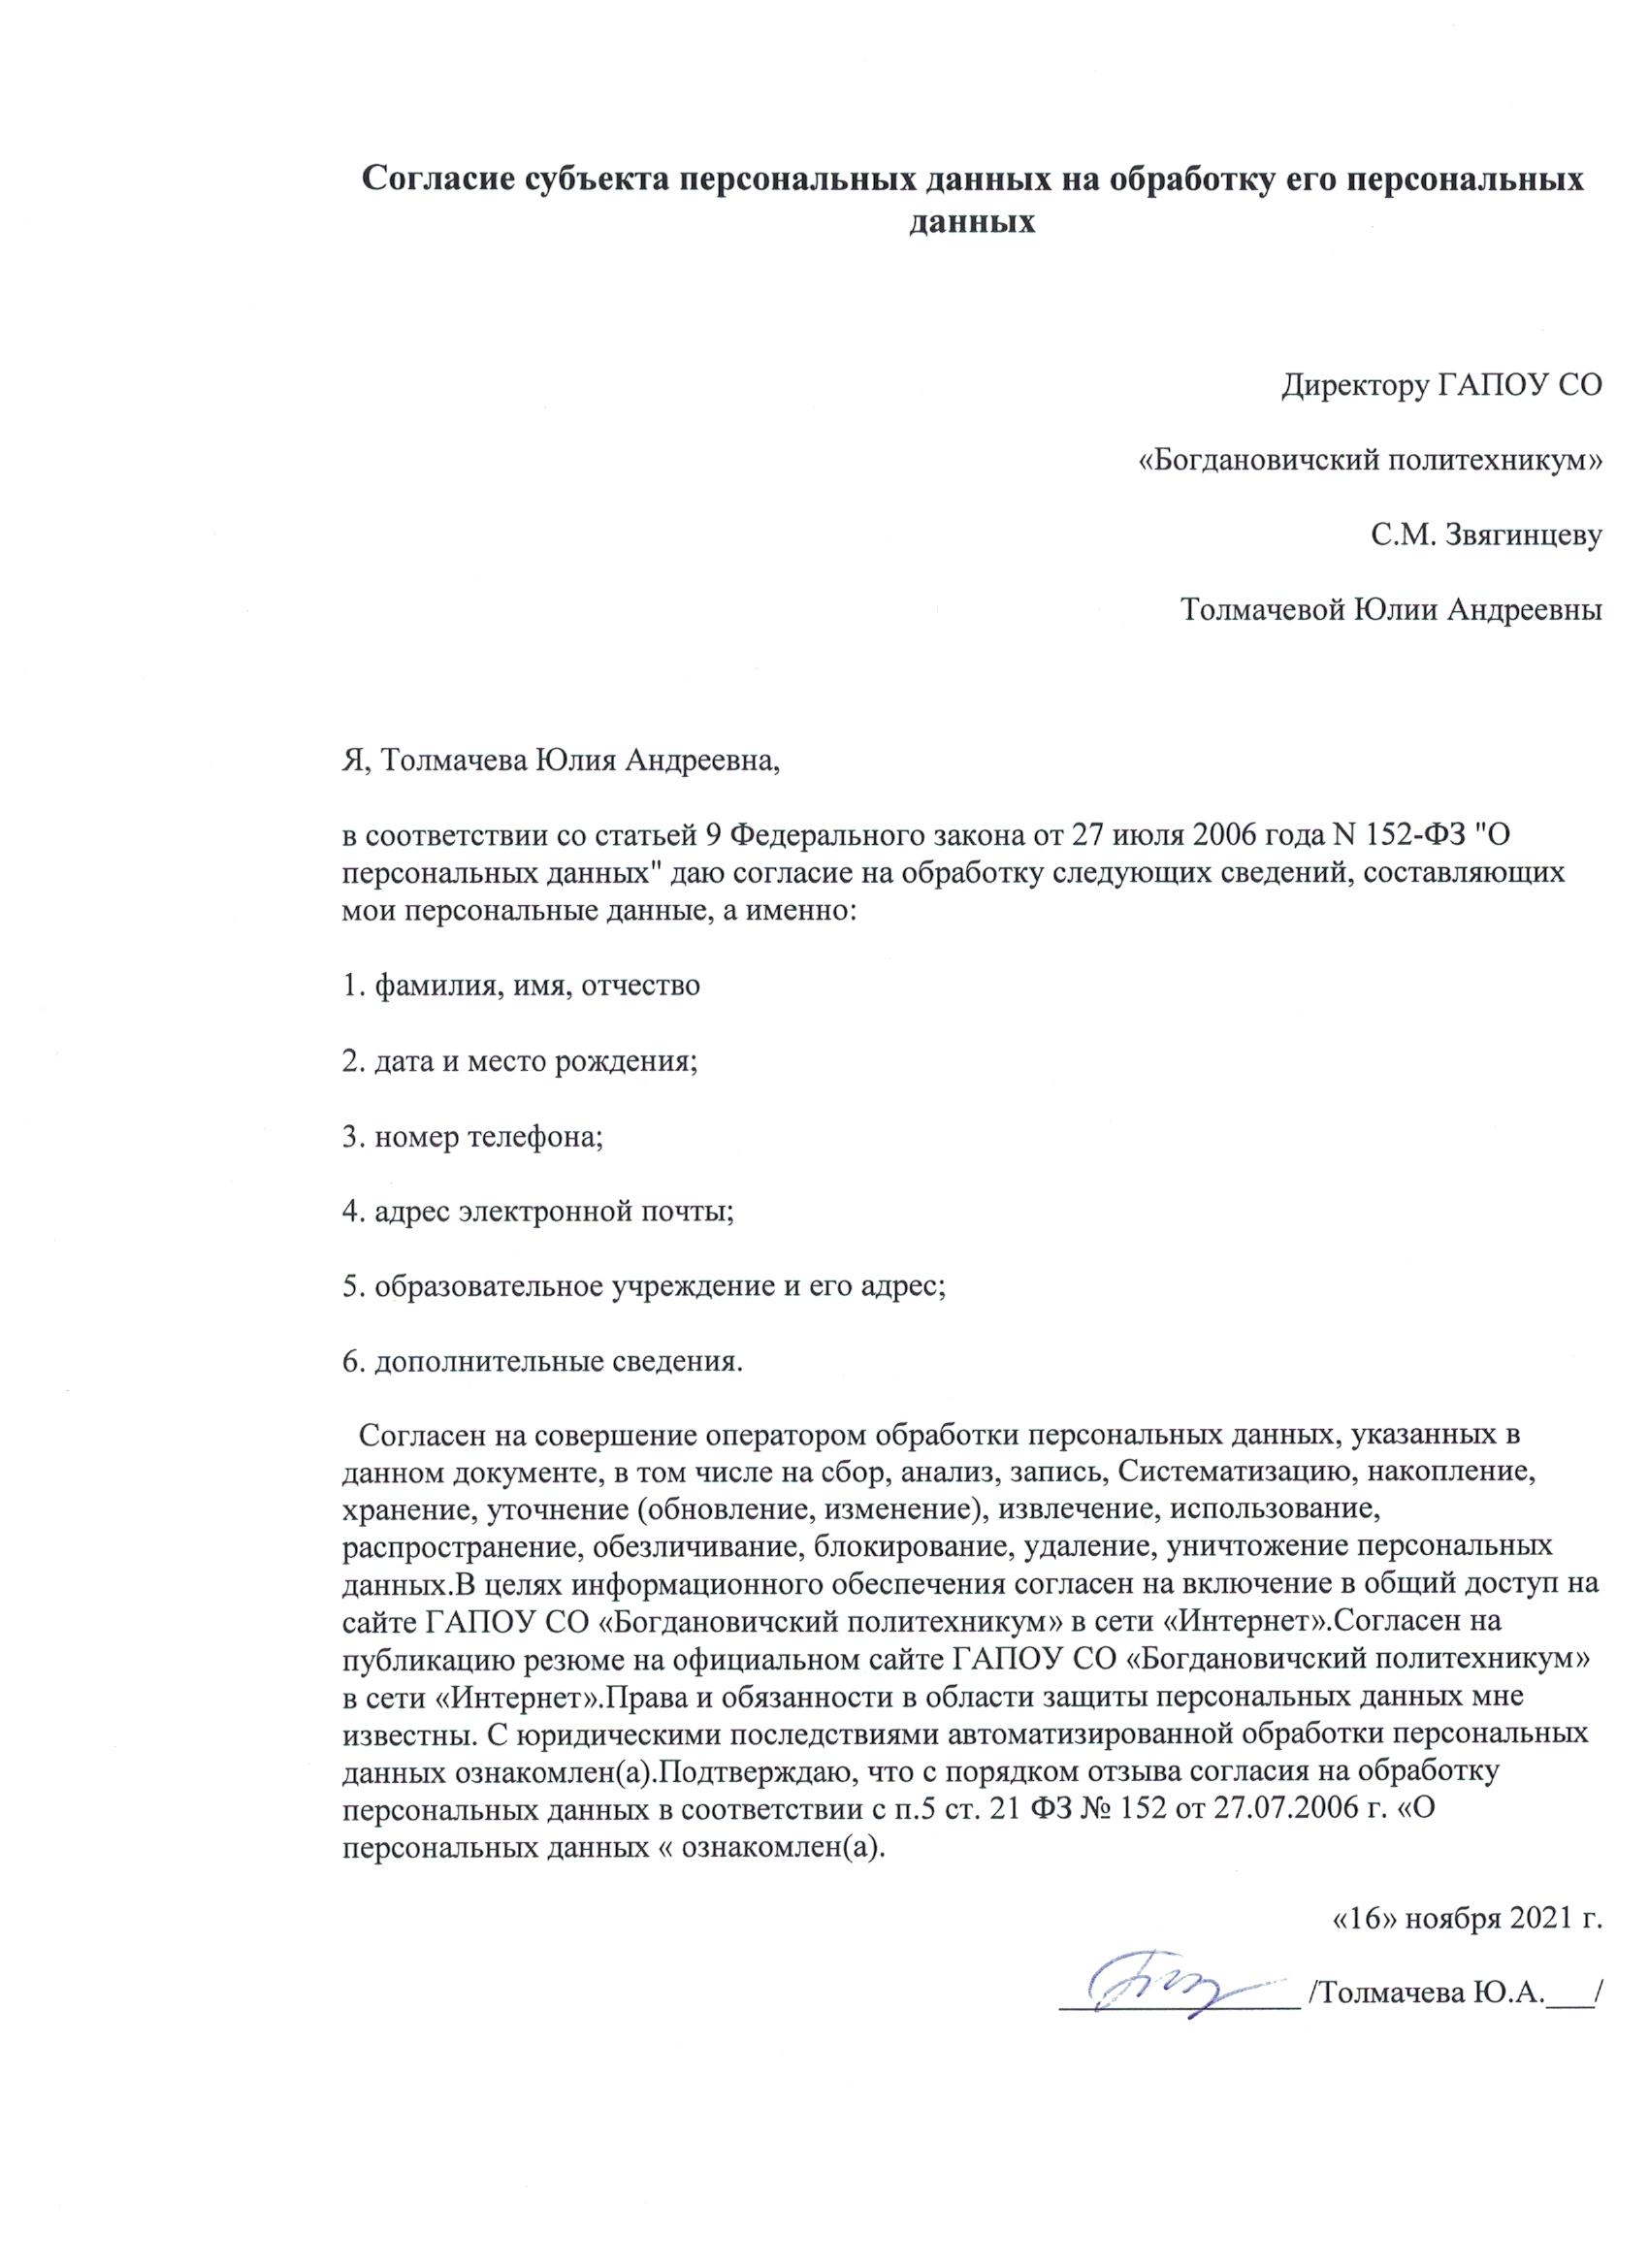 Согласие субъекта персональных данных на обработку его персональных
данных
Директору ГАПОУ СО
«Богдановичский политехникум»
С.М. Звягинцеву
Толмачевой Юлии Андреевны
Я, Толмачева Юлия Андреевна,
в соответствии со статьей 9 Федерального закона от 27 июля 2006 года N 152-ФЗ "О
персональных данных" даю согласие на обработку следующих сведений, составляющих
мои персональные данные, а именно:
1. фамилия, имя, отчество
2. дата и место рождения;
3. номер телефона;
4. адрес электронной почты;
5. образовательное учреждение и его адрес;
6. дополнительные сведения.
Согласен на совершение оператором обработки персональных данных, указанных в
данном документе, в том числе на сбор, анализ, запись, Систематизацию, накопление,
хранение, уточнение (обновление, изменение), извлечение, использование,
распространение, обезличивание, блокирование, удаление, уничтожение персональных
данных.В целях информационного обеспечения согласен на включение в общий доступ на
сайте ГАПОУ СО «Богдановичский политехникум» в сети «Интернет».Согласен на
публикацию резюме на официальном сайте ГАПОУ СО «Богдановичский политехникум»
в сети «Интернет».Права и обязанности в области защиты персональных данных мне
известны. С юридическими последствиями автоматизированной обработки персональных
данных ознакомлен(а).Подтверждаю, что с порядком отзыва согласия на обработку
персональных данных в соответствии с п.5 ст. 21 ФЗ № 152 от 27.07.2006 г. «О
персональных данных « ознакомлен(а).
«16» ноября 2021 г.
_______________ /Толмачева Ю.А.___/